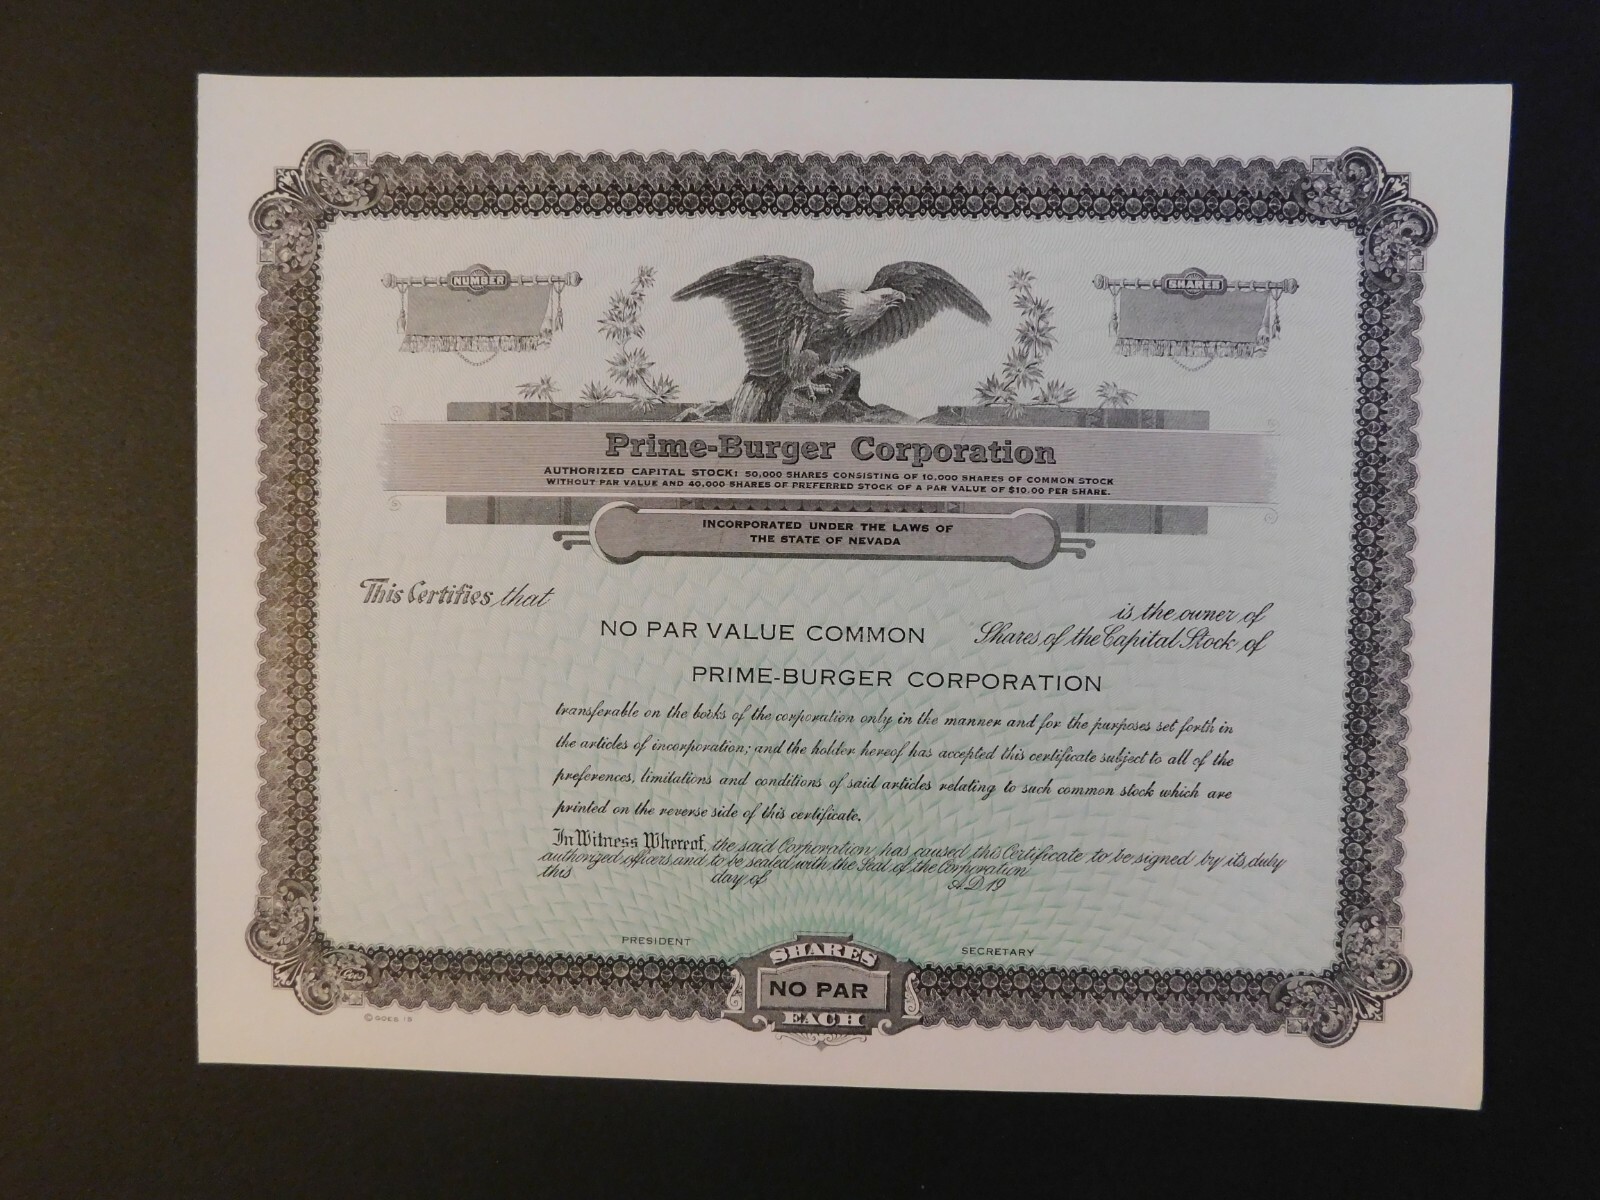 NUMBER
SHARES
Prime-Burger Corporation
AUTHORIZED CAPITAL STOCK: 50,000 SHARES CONSISTING OF 10,000 SHARES OF COMMON STOCK
WITHOUT PAR VALUE AND 40,000 SHARES OF PREFERRED STOCK OF A PAR VALUE OF $10.00 PER SHARE.
INCORPORATED UNDER THE LAWS OF
THE STATE OF NEVADA
This Certifies that
is the owner of
NO PAR VALUE COMMON Shares of the Capital Stock of
PRIME-BURGER CORPORATION
transferable on the books of the corporation only in the manner and for the purposes set forth in
the articles of incorporation; and the holder hereof has accepted this certificate subject to all of the
preferences, limitations and conditions of said articles relating to such common stock which are
printed on the reverse side of this certificate.
In Witness Whereof, the said Corporation has caused this Certificate to be signed by its duly
authorized officers and to be sealed with the Seal of the Corporation
this day of A.D. 19
PRESIDENT
SECRETARY
SHARES
NO PAR
EACH
Goes
© GOES 15